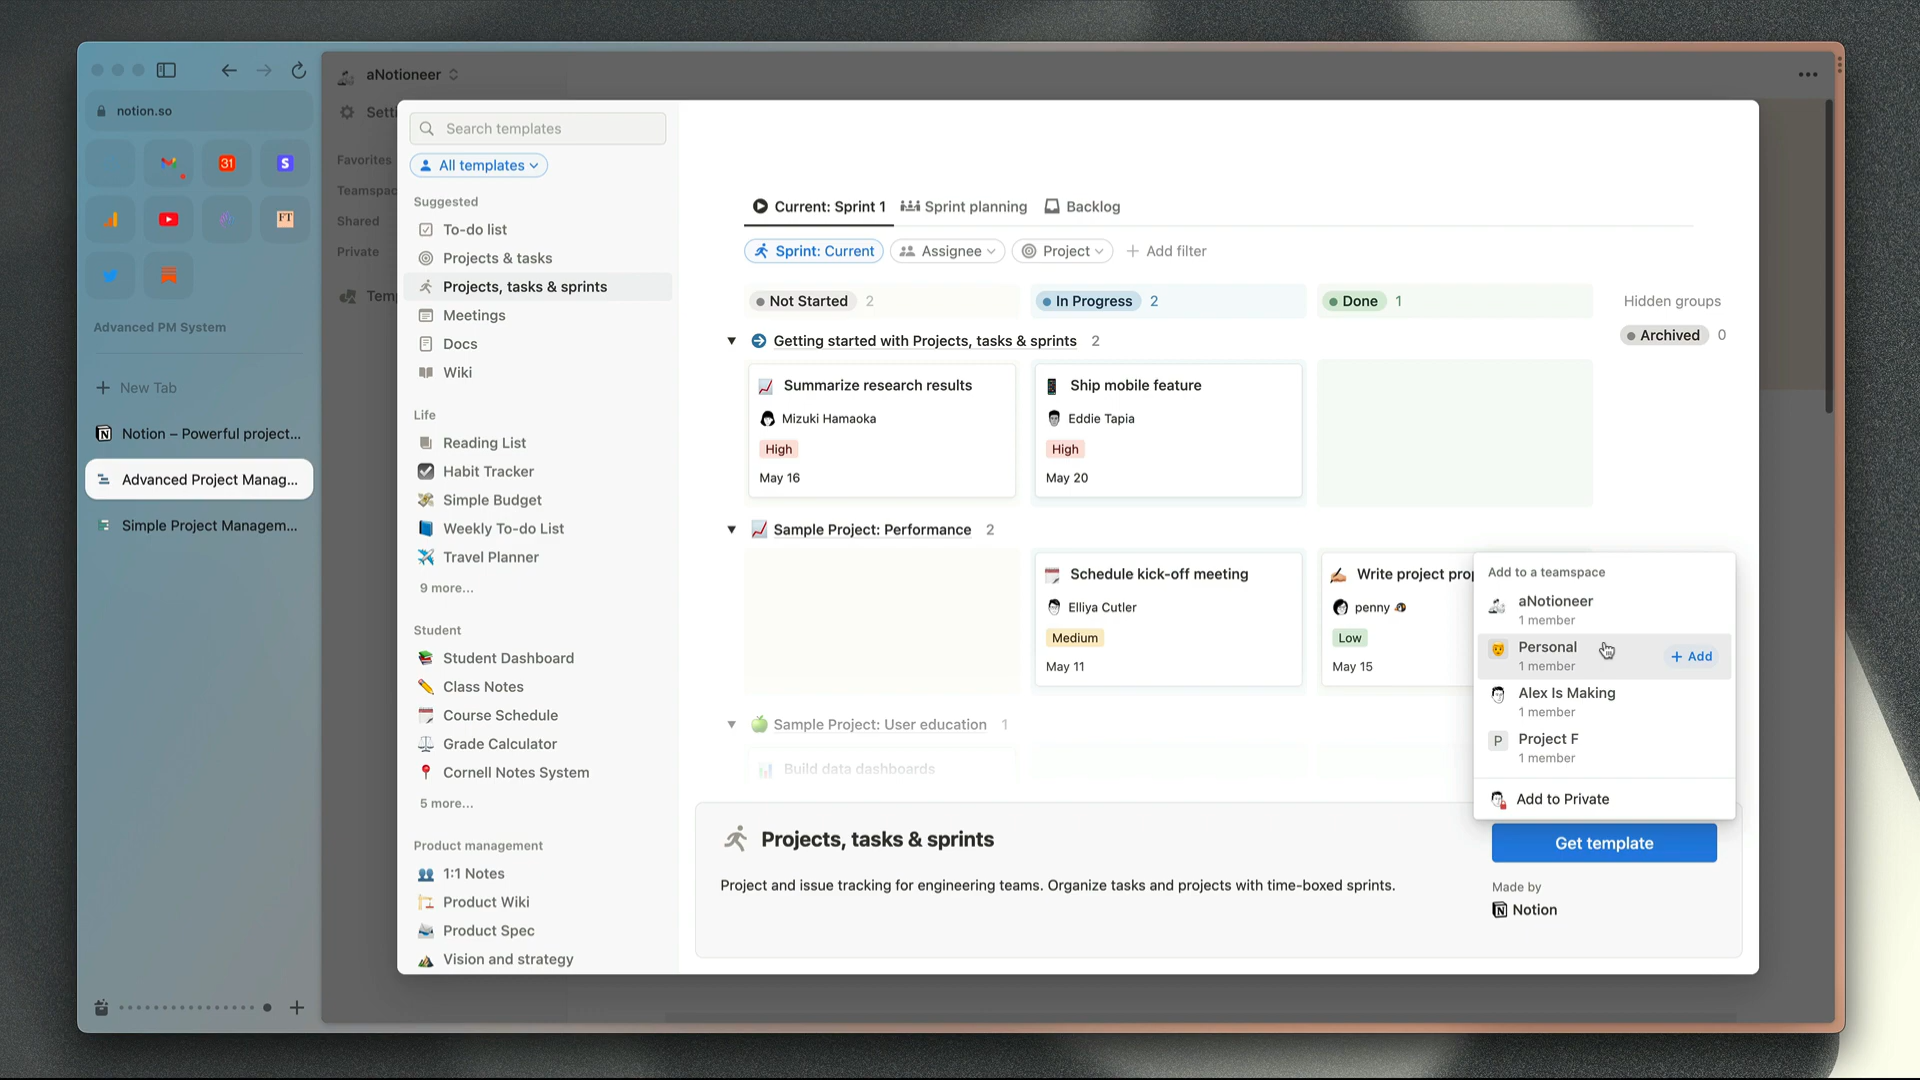 notion.so
31
S
FT
Advanced PM System
New Tab
Notion – Powerful project...
Advanced Project Manag...
Simple Project Managem...
aNotioneer
Setti
Favorites
Teamspac
Shared
Private
Temp
Search templates
All templates
Suggested
To-do list
Projects & tasks
Projects, tasks & sprints
Meetings
Docs
Wiki
Life
Reading List
Habit Tracker
Simple Budget
Weekly To-do List
Travel Planner
9 more...
Student
Student Dashboard
Class Notes
Course Schedule
Grade Calculator
Cornell Notes System
5 more...
Product management
1:1 Notes
Product Wiki
Product Spec
Vision and strategy
Current: Sprint 1 Sprint planning Backlog
Sprint: Current Assignee Project Add filter
Not Started 2 In Progress 2 Done 1 Hidden groups
Archived 0
Getting started with Projects, tasks & sprints 2
Summarize research results
Mizuki Hamaoka
High
May 16
Ship mobile feature
Eddie Tapia
High
May 20
Sample Project: Performance 2
Schedule kick-off meeting
Elliya Cutler
Medium
May 11
Write project prop
penny
Low
May 15
Sample Project: User education 1
Build data dashboards
Add to a teamspace
aNotioneer
1 member
Personal
1 member
+ Add
Alex Is Making
1 member
P Project F
1 member
Add to Private
Projects, tasks & sprints
Project and issue tracking for engineering teams. Organize tasks and projects with time-boxed sprints.
Get template
Made by
Notion